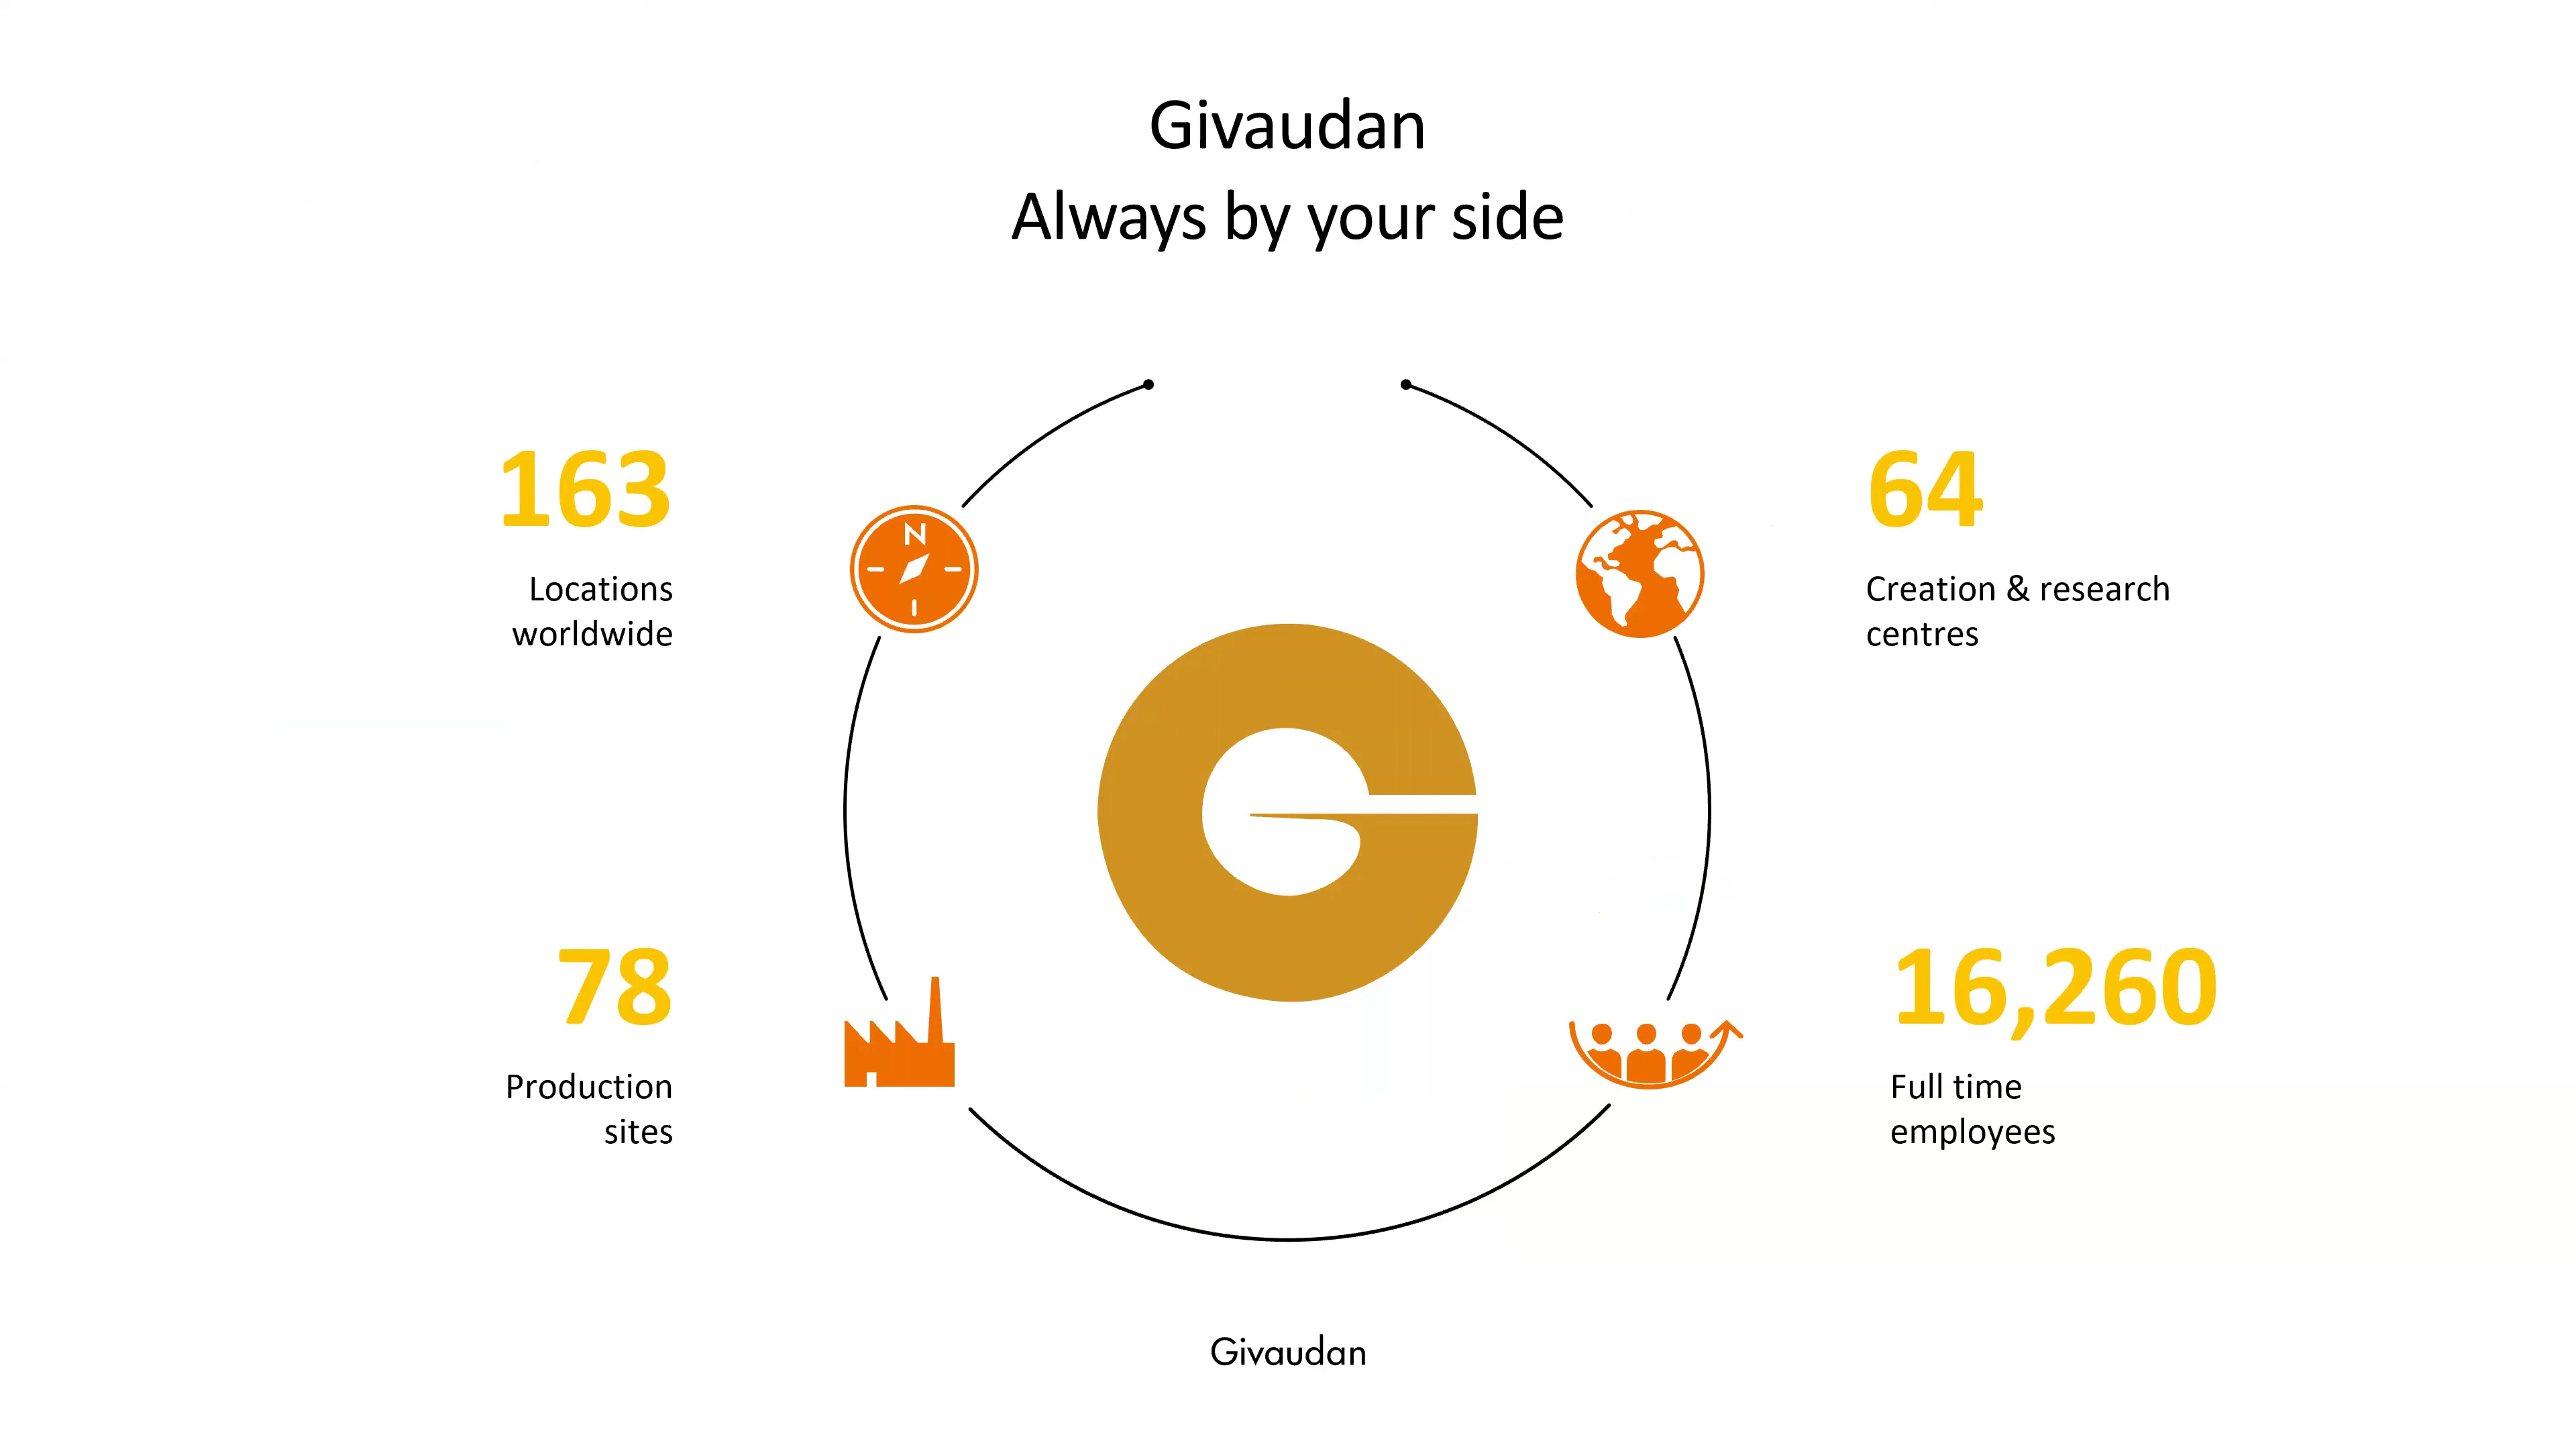 Givaudan
Always by your side
163
Locations
worldwide
64
Creation & research
centres
N
78
Production
sites
16,260
Full time
employees
Givaudan